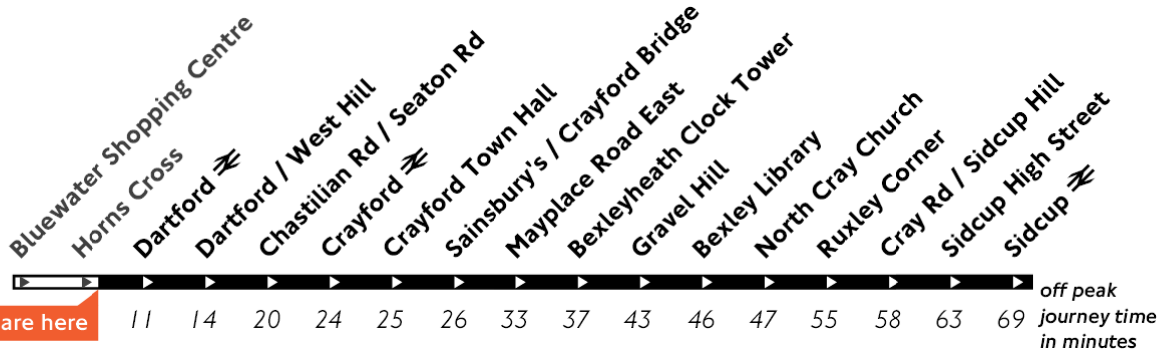 Bluewater Shopping Centre
Horns Cross
Dartford
Dartford / West Hill
Chastilian Rd / Seaton Rd
Crayford
Crayford Town Hall
Sainsbury's / Crayford Bridge
Mayplace Road East
Bexleyheath Clock Tower
Gravel Hill
Bexley Library
North Cray Church
Ruxley Corner
Cray Rd / Sidcup Hill
Sidcup High Street
Sidcup
are here
11 14 20 24 25 26 33 37 43 46 47 55 58 63 69
off peak
journey time
in minutes